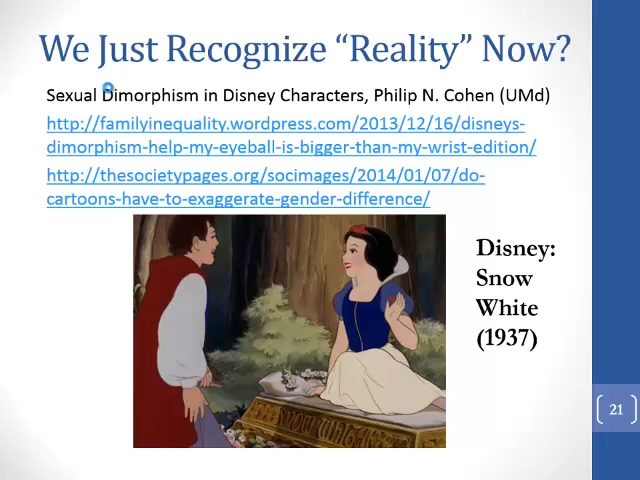 We Just Recognize “Reality” Now?
Sexual Dimorphism in Disney Characters, Philip N. Cohen (UMd)
http://familyinequality.wordpress.com/2013/12/16/disneys-
dimorphism-help-my-eyeball-is-bigger-than-my-wrist-edition/
http://thesocietypages.org/socimages/2014/01/07/do-
cartoons-have-to-exaggerate-gender-difference/
Disney:
Snow
White
(1937)
21